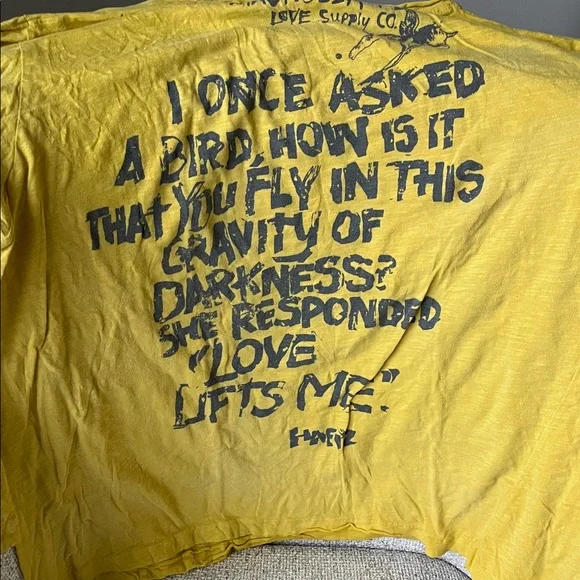 LOVE Supply CO.
I ONCE ASKED
A BIRD, HOW IS IT
THAt YOU FLY IN THIS
GRAVITY OF
DARKNESS?
SHE RESPONDED
"LOVE
LIFTS ME."
HAFIZ